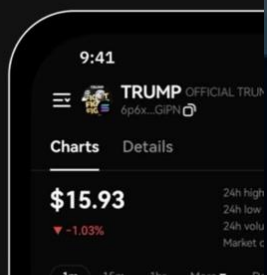 9:41
TRUMP OFFICIAL TRUM
6p6x...GiPN
Charts Details
$15.93
▼ -1.03%
24h high
24h low
24h volu
Market c